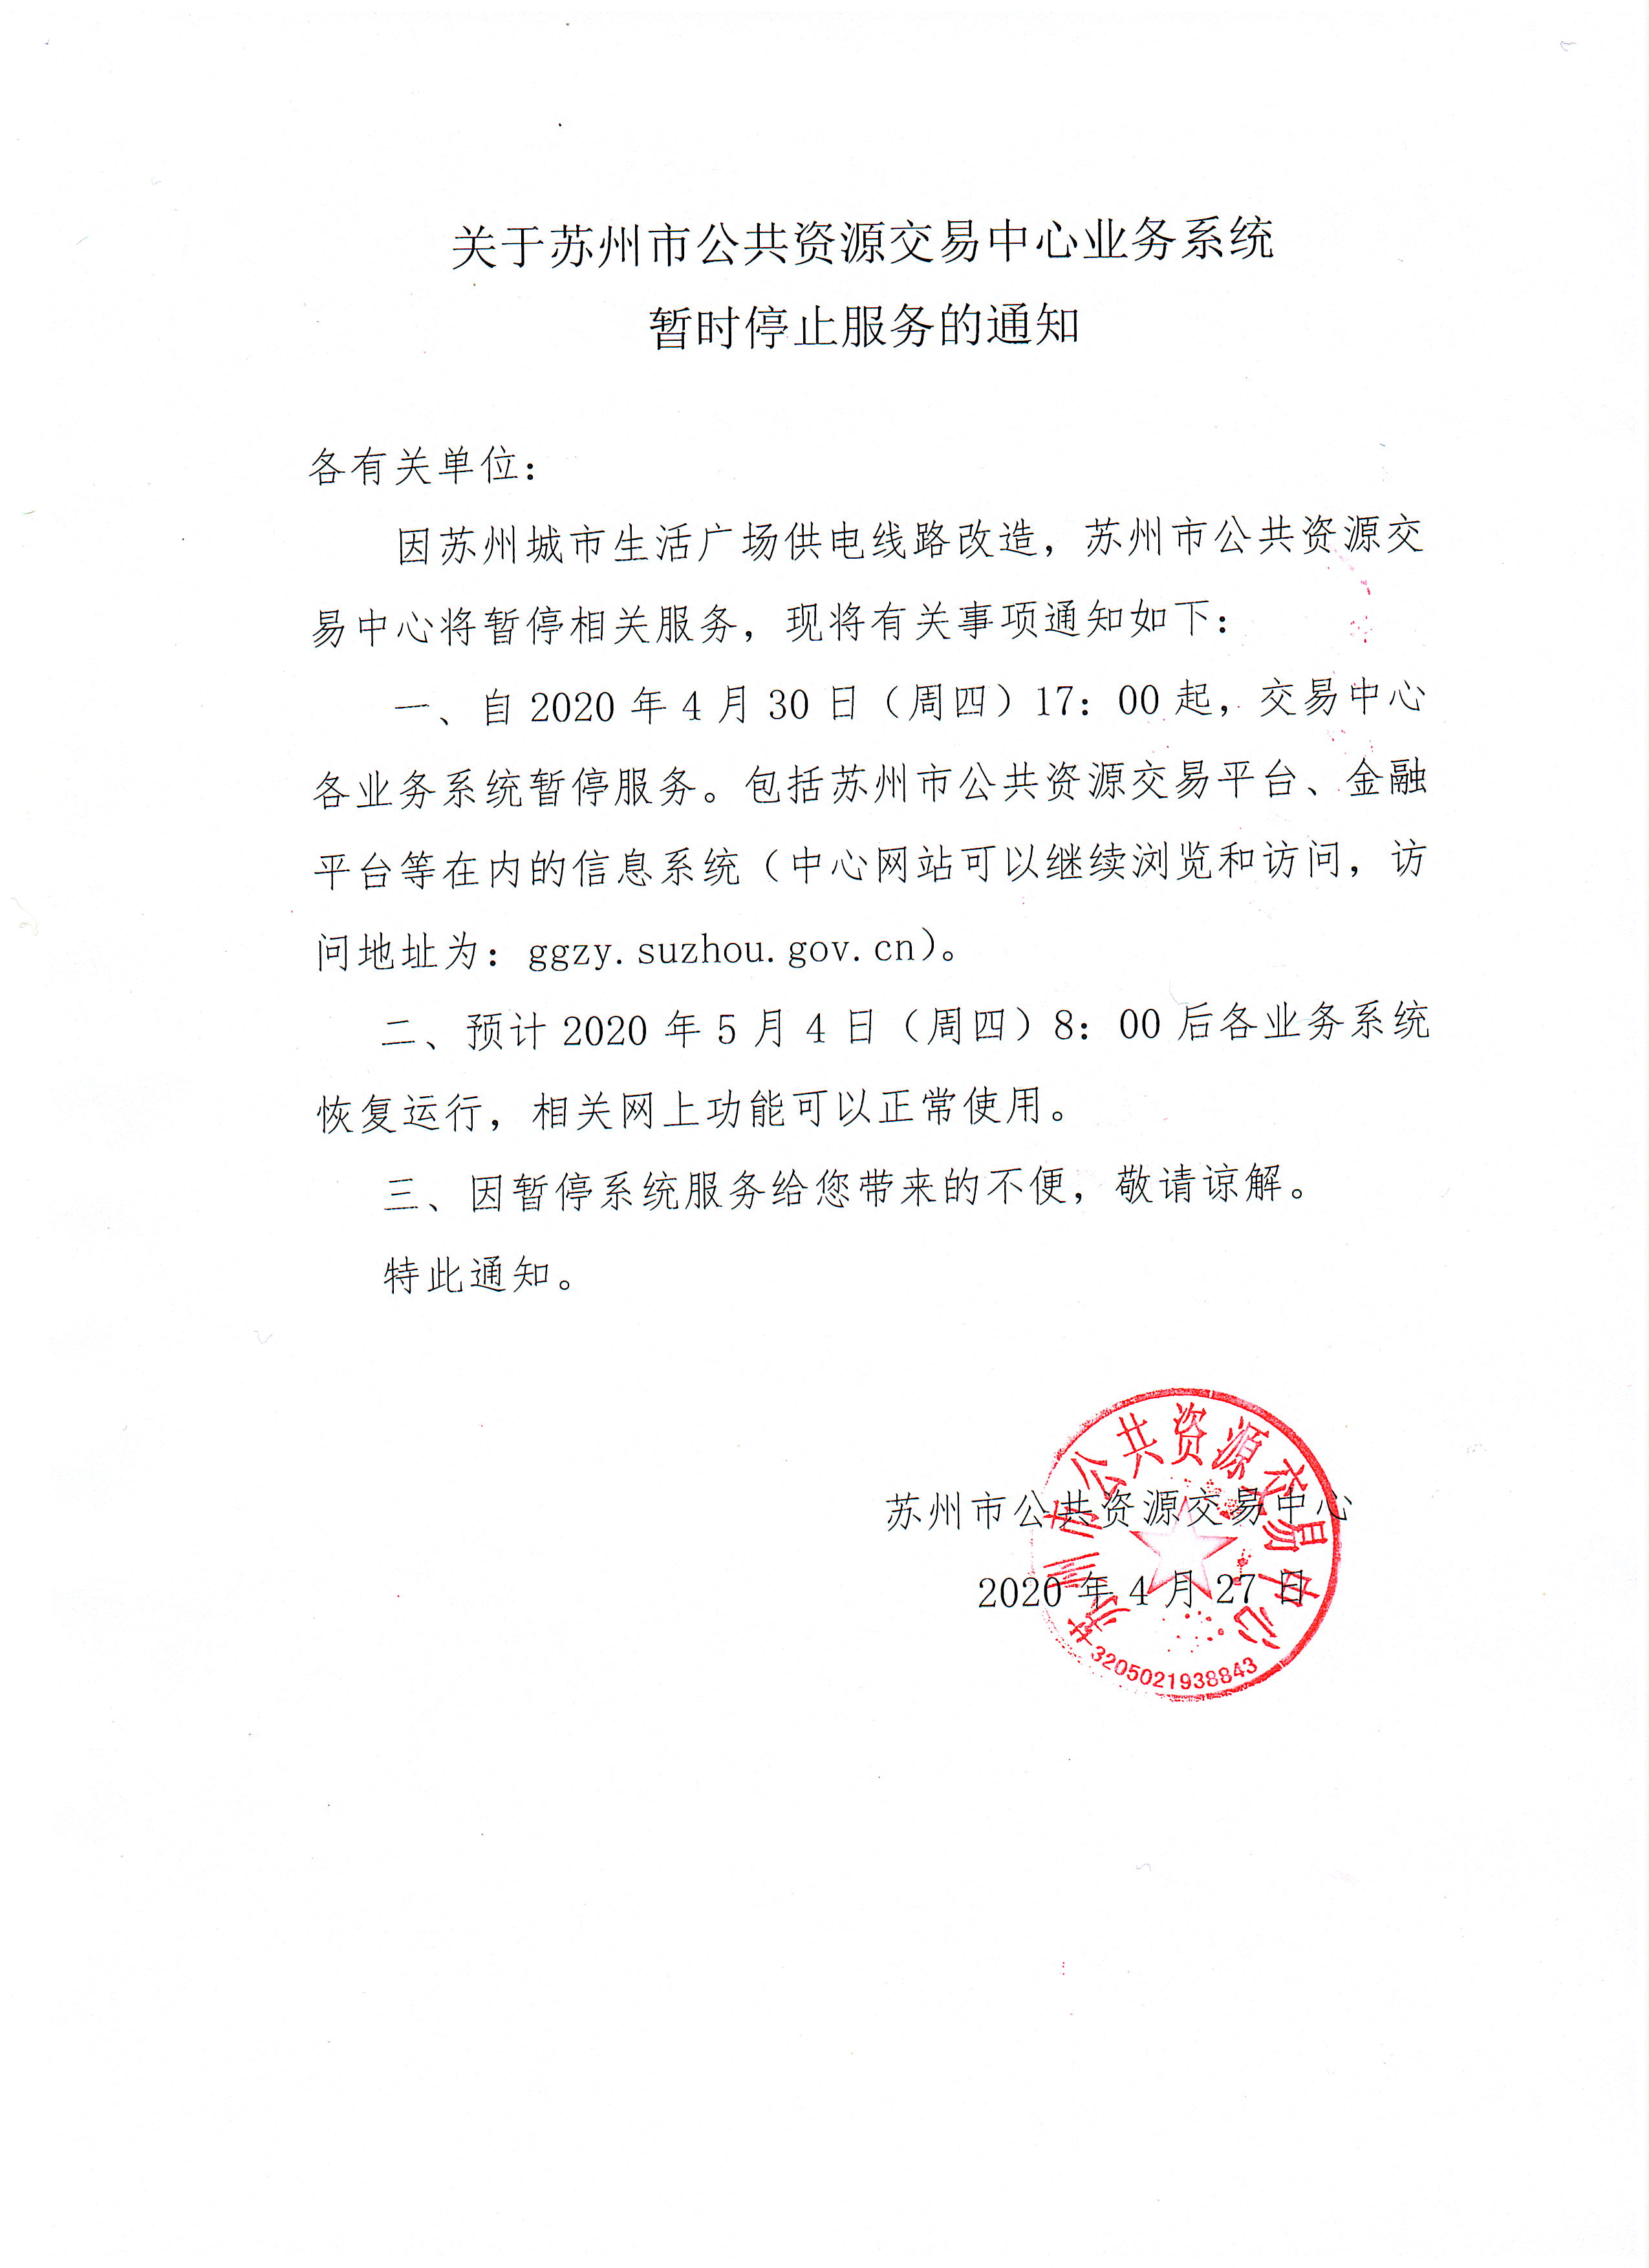 关于苏州市公共资源交易中心业务系统
暂时停止服务的通知
各有关单位：
因苏州城市生活广场供电线路改造，苏州市公共资源交
易中心将暂停相关服务，现将有关事项通知如下：
一、自 2020 年 4 月 30 日（周四）17：00 起，交易中心
各业务系统暂停服务。包括苏州市公共资源交易平台、金融
平台等在内的信息系统（中心网站可以继续浏览和访问，访
问地址为：ggzy.suzhou.gov.cn）。
二、预计 2020 年 5 月 4 日（周四）8：00 后各业务系统
恢复运行，相关网上功能可以正常使用。
三、因暂停系统服务给您带来的不便，敬请谅解。
特此通知。
苏州市公共资源交易中心
2020 年 4 月 27 日
苏州市公共资源交易中心
3205021938843